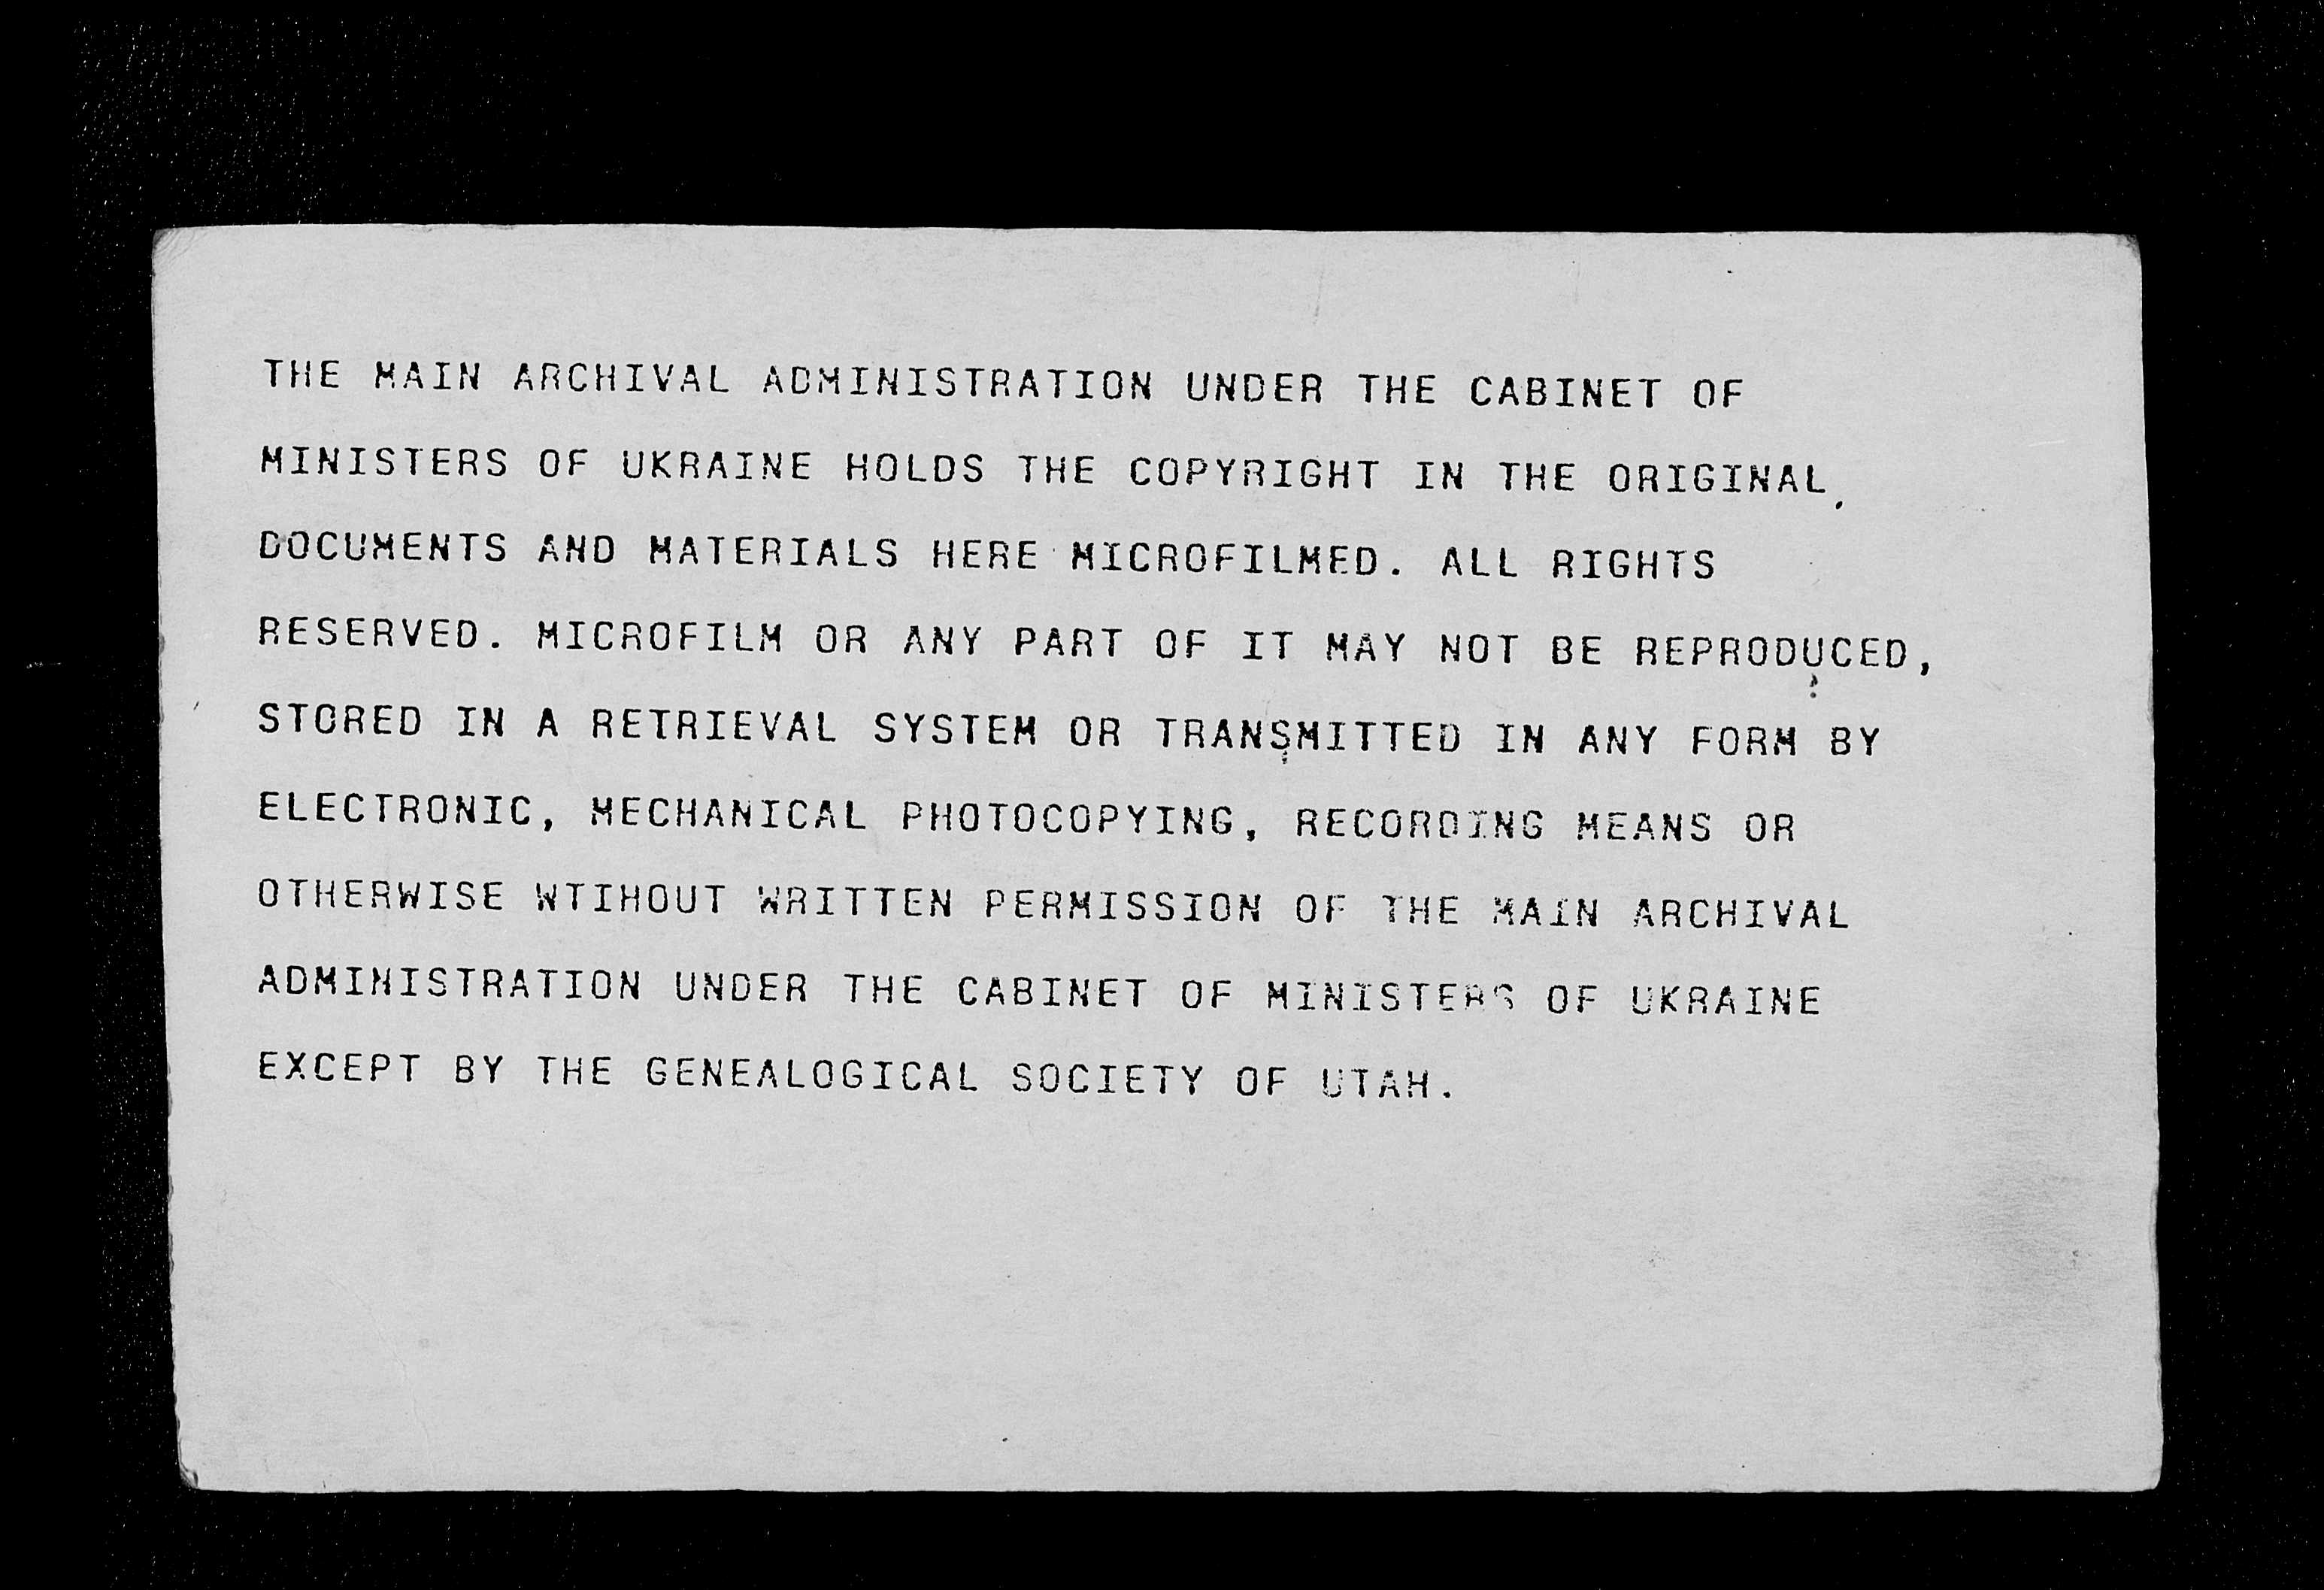 THE MAIN ARCHIVAL ADMINISTRATION UNDER THE CABINET OF
MINISTERS OF UKRAINE HOLDS THE COPYRIGHT IN THE ORIGINAL,
DOCUMENTS AND MATERIALS HERE MICROFILMED. ALL RIGHTS
RESERVED. MICROFILM OR ANY PART OF IT MAY NOT BE REPRODUCED,
STORED IN A RETRIEVAL SYSTEM OR TRANSMITTED IN ANY FORM BY
ELECTRONIC, MECHANICAL PHOTOCOPYING, RECORDING MEANS OR
OTHERWISE WTIHOUT WRITTEN PERMISSION OF THE MAIN ARCHIVAL
ADMINISTRATION UNDER THE CABINET OF MINISTERS OF UKRAINE
EXCEPT BY THE GENEALOGICAL SOCIETY OF UTAH.